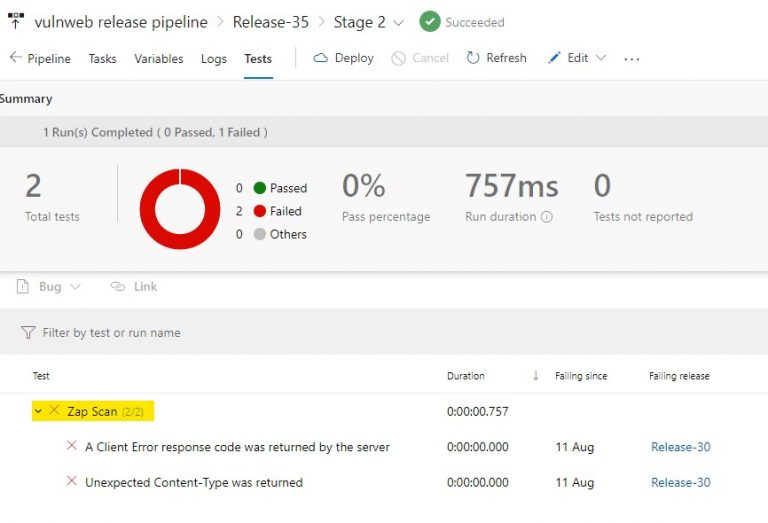 vulnweb release pipeline > Release-35 > Stage 2 Succeeded
Pipeline Tasks Variables Logs Tests Deploy Cancel Refresh Edit ...
Summary
1 Run(s) Completed ( 0 Passed, 1 Failed )
2
Total tests
0 Passed
2 Failed
0 Others
0%
Pass percentage
757ms
Run duration
0
Tests not reported
Bug Link
Filter by test or run name
Test Duration Failing since Failing release
Zap Scan (2/2) 0:00:00.757
A Client Error response code was returned by the server 0:00:00.000 11 Aug Release-30
Unexpected Content-Type was returned 0:00:00.000 11 Aug Release-30